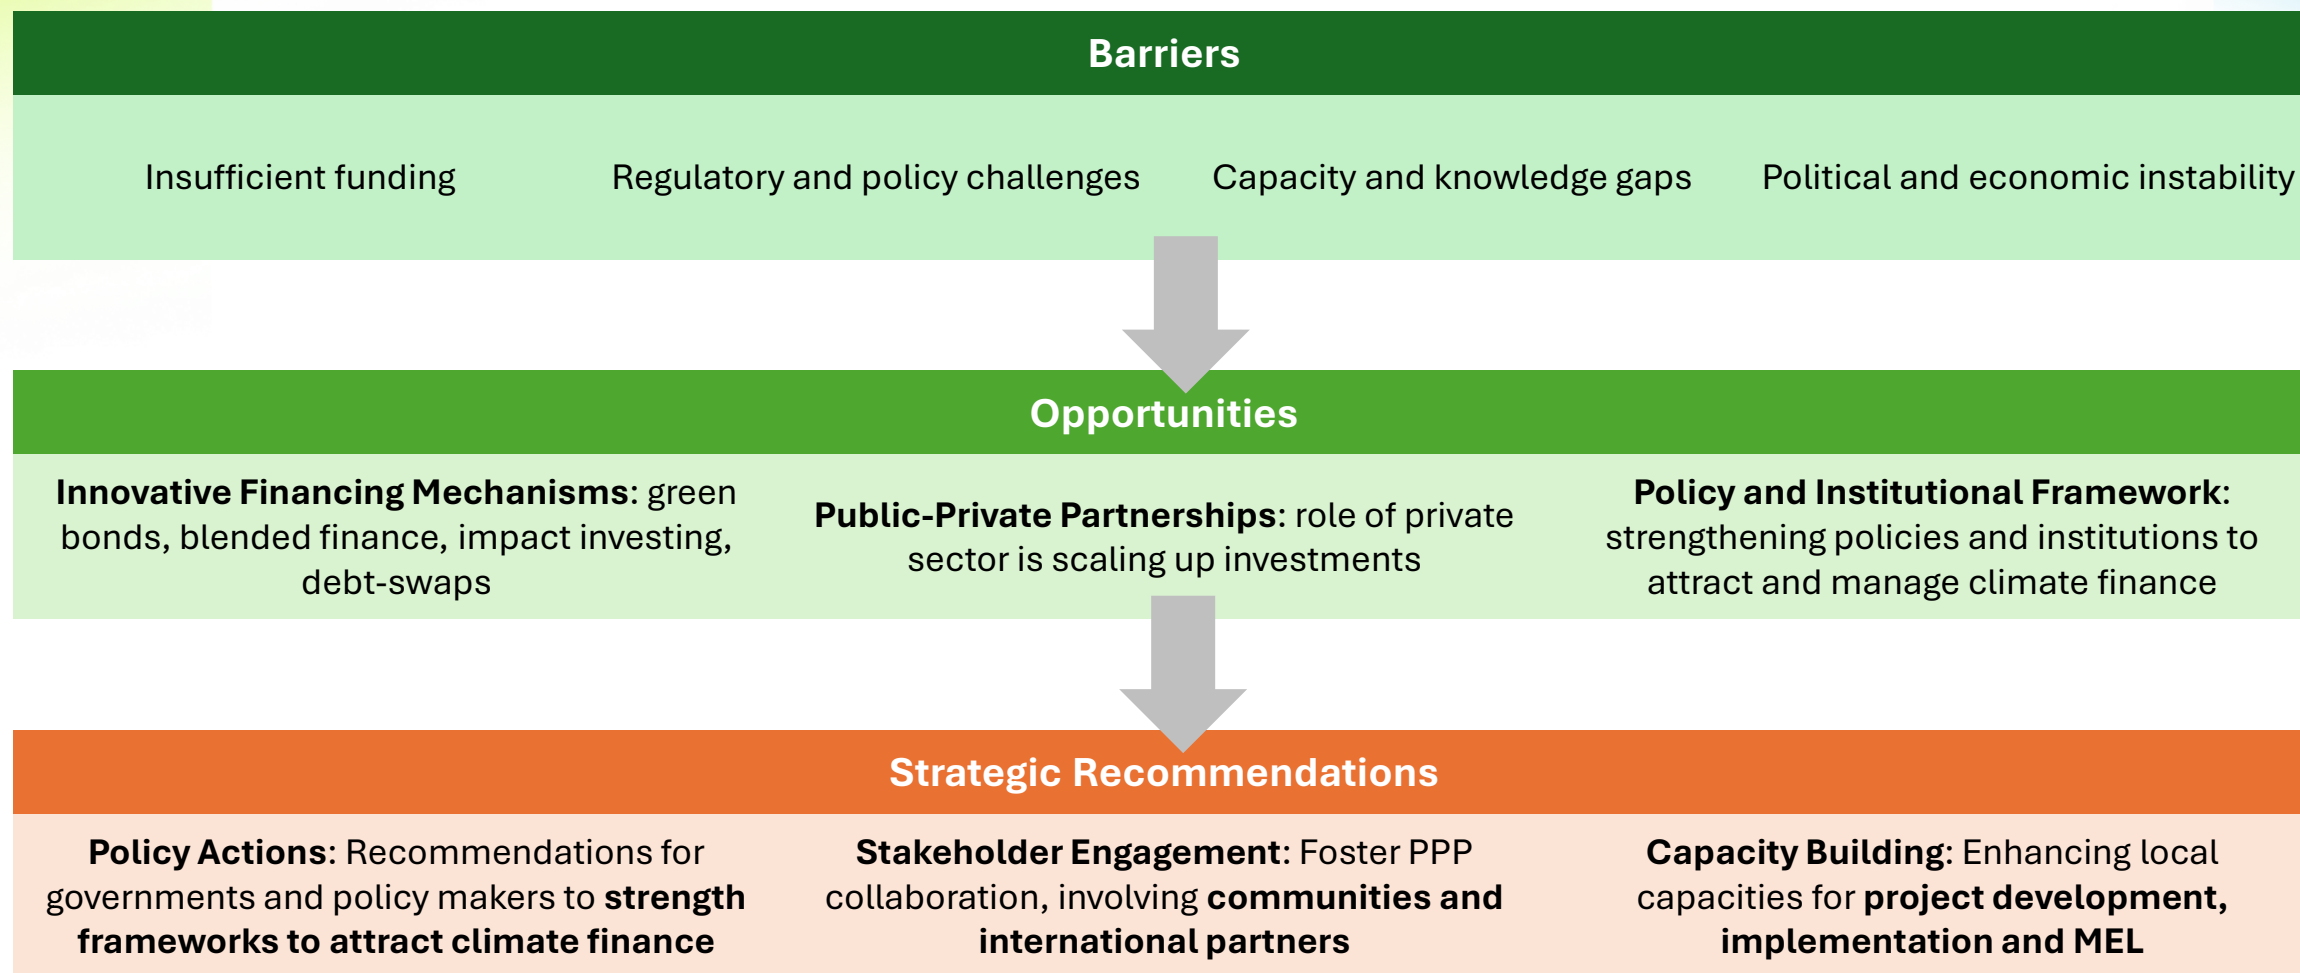 Barriers
Insufficient funding
Regulatory and policy challenges
Capacity and knowledge gaps
Political and economic instability
Opportunities
Innovative Financing Mechanisms: green
bonds, blended finance, impact investing,
debt-swaps
Public-Private Partnerships: role of private
sector is scaling up investments
Policy and Institutional Framework:
strengthening policies and institutions to
attract and manage climate finance
Strategic Recommendations
Policy Actions: Recommendations for
governments and policy makers to strength
frameworks to attract climate finance
Stakeholder Engagement: Foster PPP
collaboration, involving communities and
international partners
Capacity Building: Enhancing local
capacities for project development,
implementation and MEL